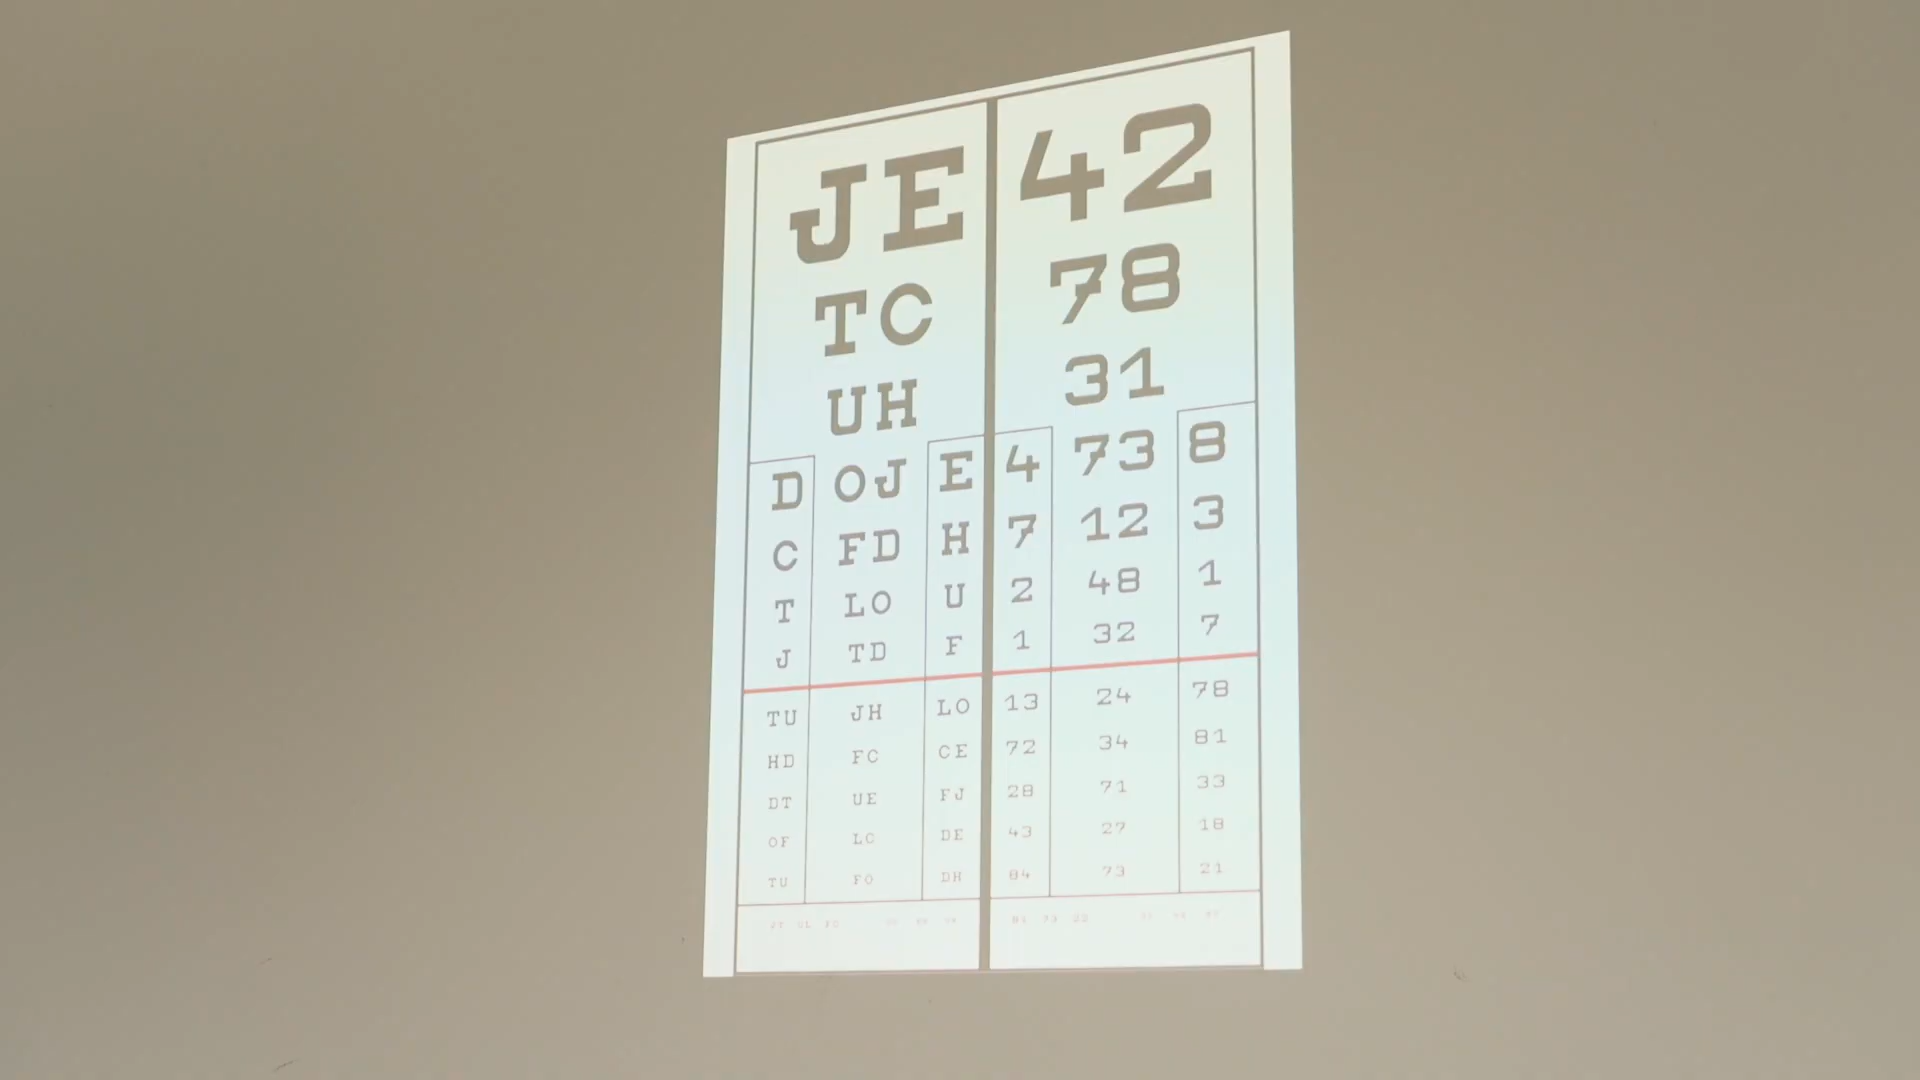 JE 42
TC 78
UH 31
D OJ E 4 73 8
C FD H 7 12 3
T LO U 2 48 1
J TD F 1 32 7
TU JH LO 13 24 78
HD FC CE 72 34 81
DT UE FJ 28 71 33
OF LC DE 43 27 18
TU FO DH 84 73 21